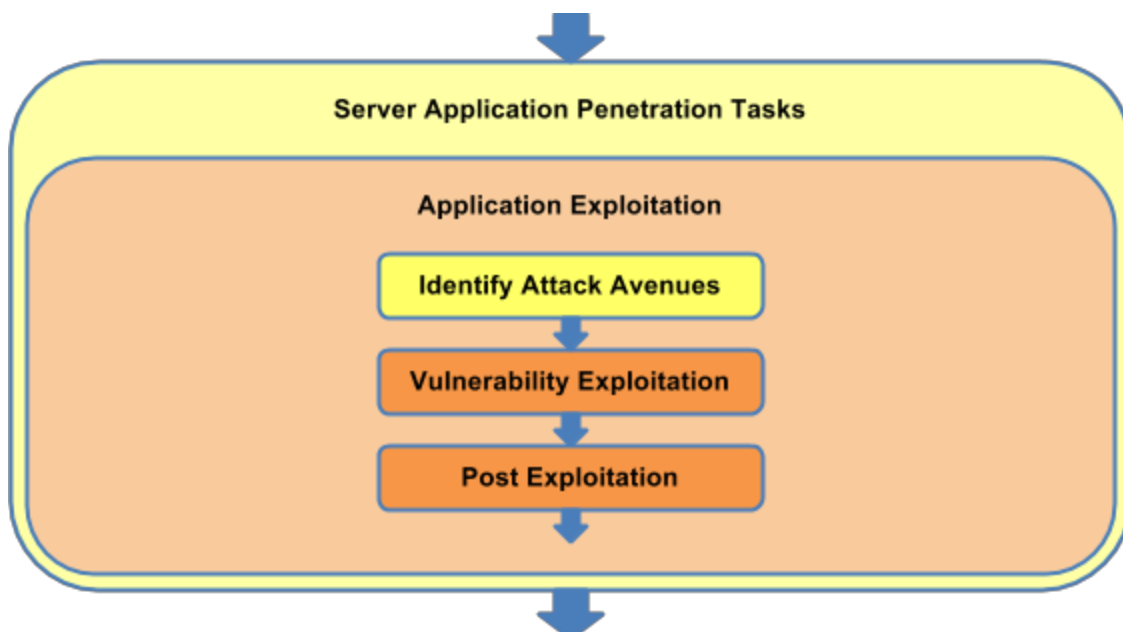 Server Application Penetration Tasks
Application Exploitation
Identify Attack Avenues
Vulnerability Exploitation
Post Exploitation